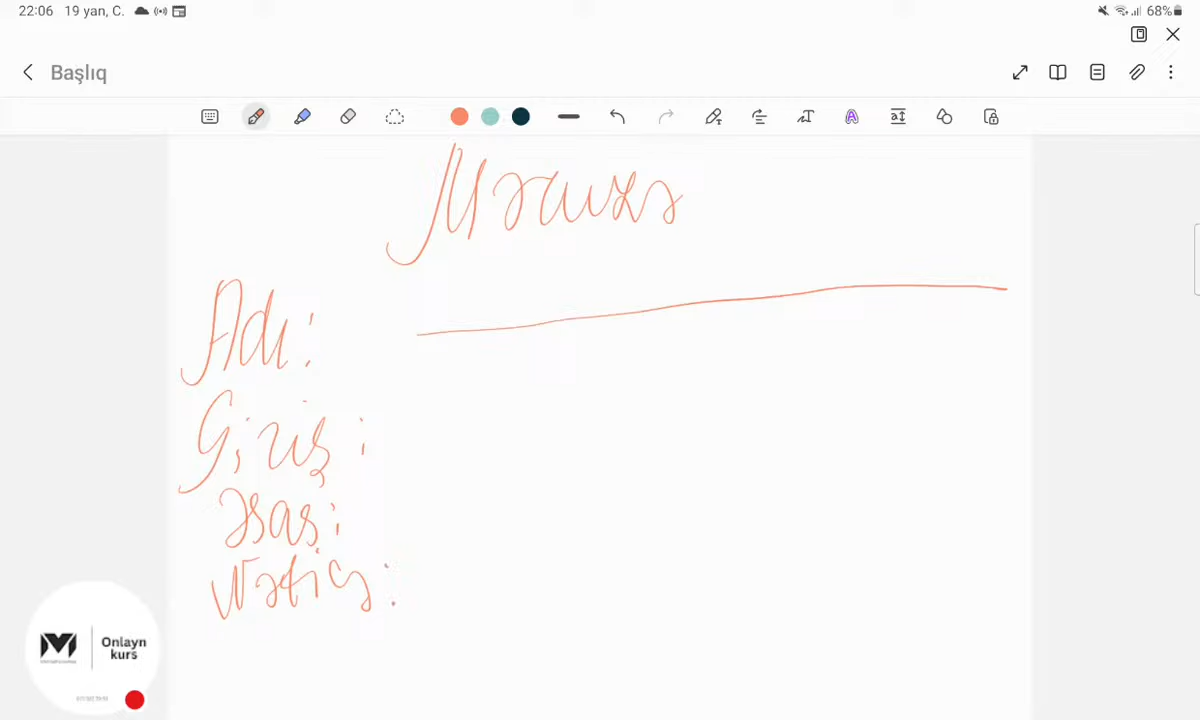 22:06 19 yan, C. 68%
Başlıq
Məruzə
Adı:
Giriş:
Əsas:
Nəticə:
M Onlayn
kurs